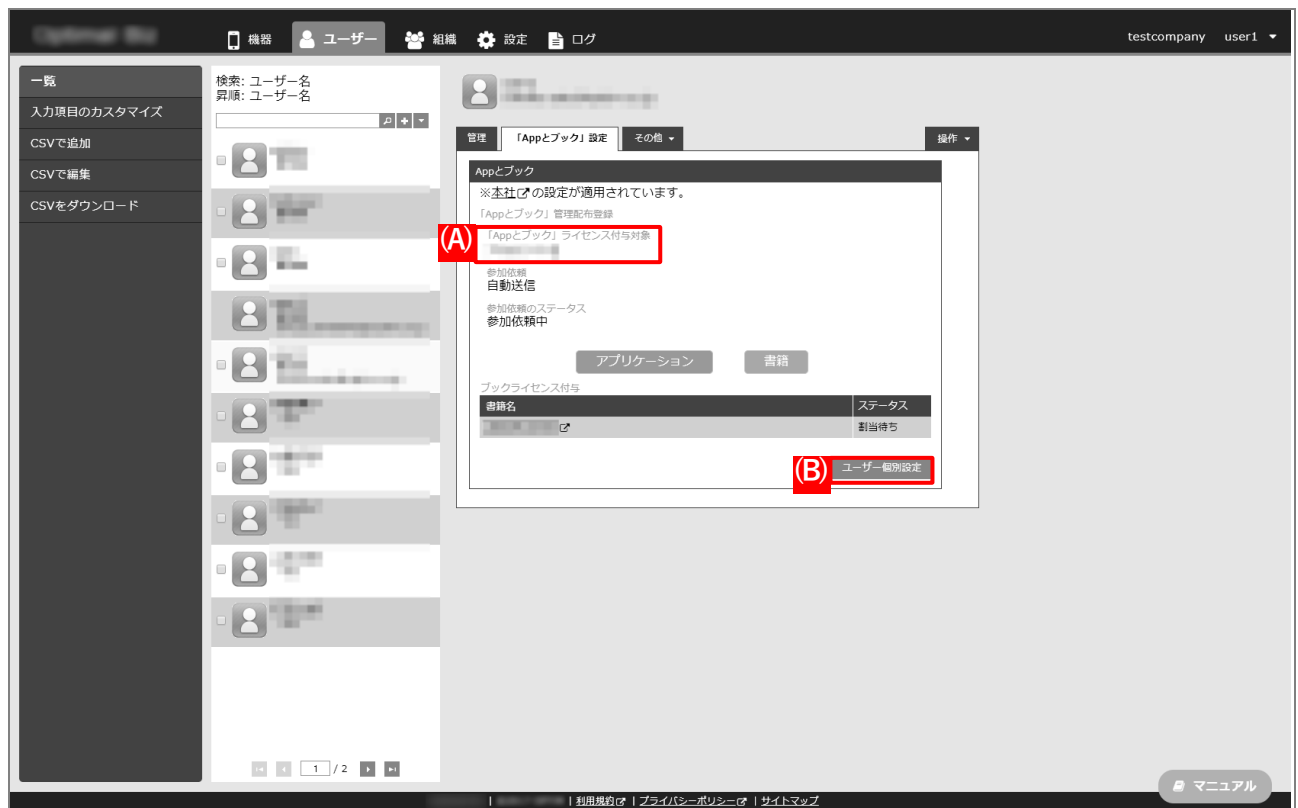 機器
ユーザー
組織
設定
ログ
testcompany user1
一覧
入力項目のカスタマイズ
CSVで追加
CSVで編集
CSVをダウンロード
検索: ユーザー名
昇順: ユーザー名
1 / 2
管理
「Appとブック」設定
その他
操作
Appとブック
※本社の設定が適用されています。
「Appとブック」管理配布登録
(A)
「Appとブック」ライセンス付与対象
参加依頼
自動送信
参加依頼のステータス
参加依頼中
アプリケーション
書籍
ブックライセンス付与
書籍名 ステータス
割当待ち
(B)
ユーザー個別設定
マニュアル
| | 利用規約 | プライバシーポリシー | サイトマップ